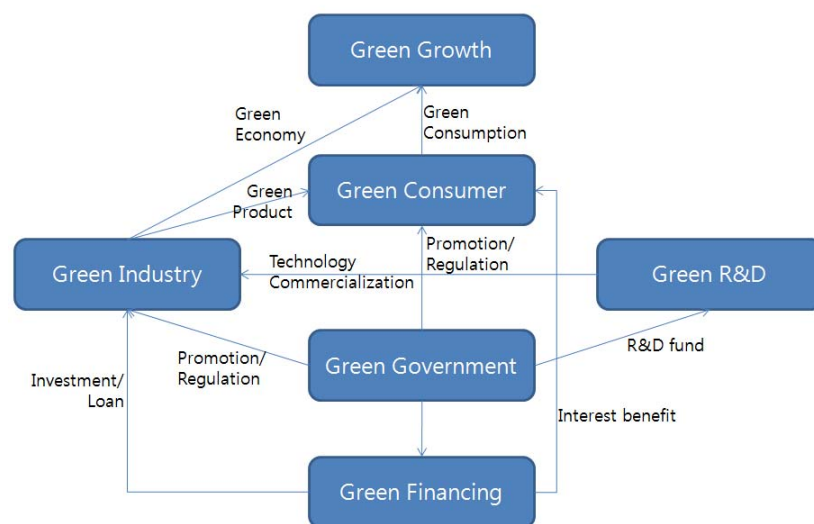 Green Growth
Green
Economy
Green
Consumption
Green Consumer
Green
Product
Promotion/
Regulation
Green Industry
Technology
Commercialization
Green R&D
Promotion/
Regulation
Green Government
R&D fund
Investment/
Loan
Interest benefit
Green Financing